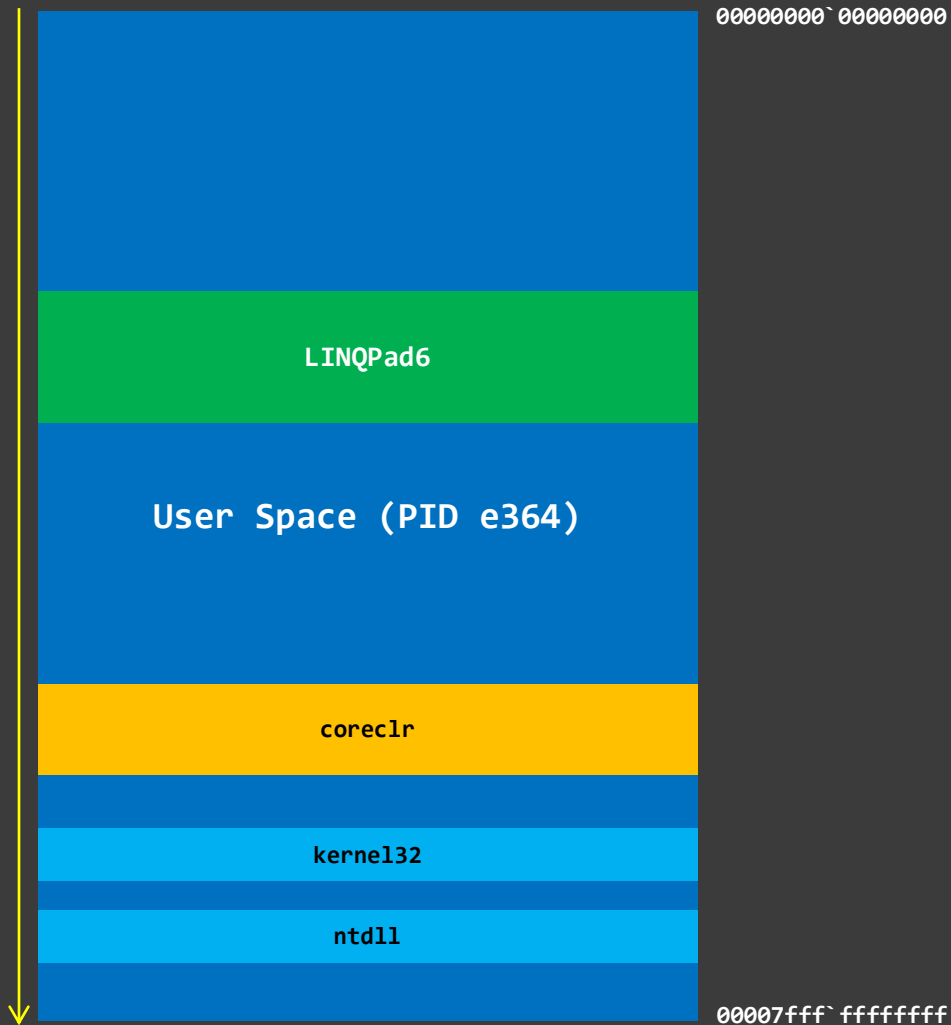 00000000`00000000
LINQPad6
User Space (PID e364)
coreclr
kernel32
ntdll
00007fff`ffffffff